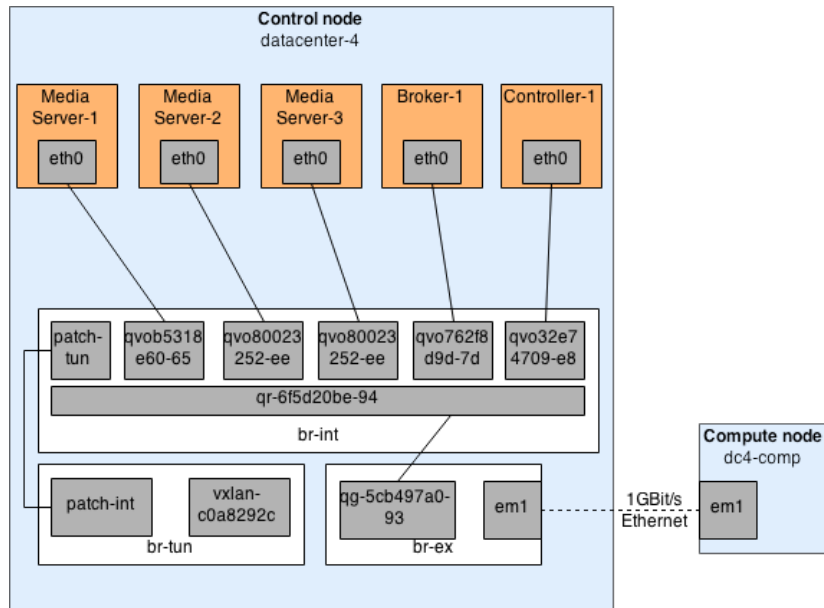 Control node
datacenter-4
Media
Server-1
eth0
Media
Server-2
eth0
Media
Server-3
eth0
Broker-1
eth0
Controller-1
eth0
patch-
tun
qvob5318
e60-65
qvo80023
252-ee
qvo80023
252-ee
qvo762f8
d9d-7d
qvo32e7
4709-e8
qr-6f5d20be-94
br-int
patch-int
vxlan-
c0a8292c
br-tun
qg-5cb497a0-
93
em1
br-ex
1GBit/s
Ethernet
Compute node
dc4-comp
em1